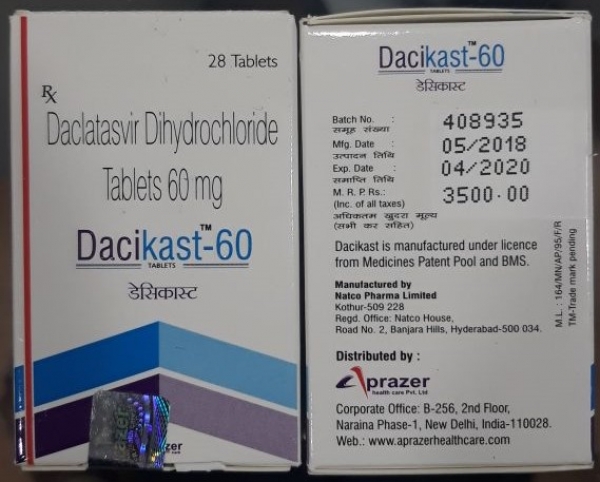 28 Tablets
Rx
Daclatasvir Dihydrochloride
Tablets 60 mg
Dacikast-60
TM
TABLETS
डेसिकास्ट
prazer
zer
Dacikast-60
TM
TABLETS
डेसिकास्ट
Batch No. : 408935
समूह संख्या
Mfg. Date : 05/2018
उत्पादन तिथि
Exp. Date : 04/2020
समाप्ति तिथि
M. R. P. Rs.: 3500.00
(Inc. of all taxes)
अधिकतम खुदरा मूल्य
(सभी कर सहित)
Dacikast is manufactured under licence
from Medicines Patent Pool and BMS.
Manufactured by
Natco Pharma Limited
Kothur-509 228
Regd. Office: Natco House,
Road No. 2, Banjara Hills, Hyderabad-500 034.
M.L. : 164/MN/AP/95/F/R
TM-Trade mark pending
Distributed by :
Aprazer
health care Pvt. Ltd
Corporate Office: B-256, 2nd Floor,
Naraina Phase-1, New Delhi, India-110028.
Web.: www.aprazerhealthcare.com